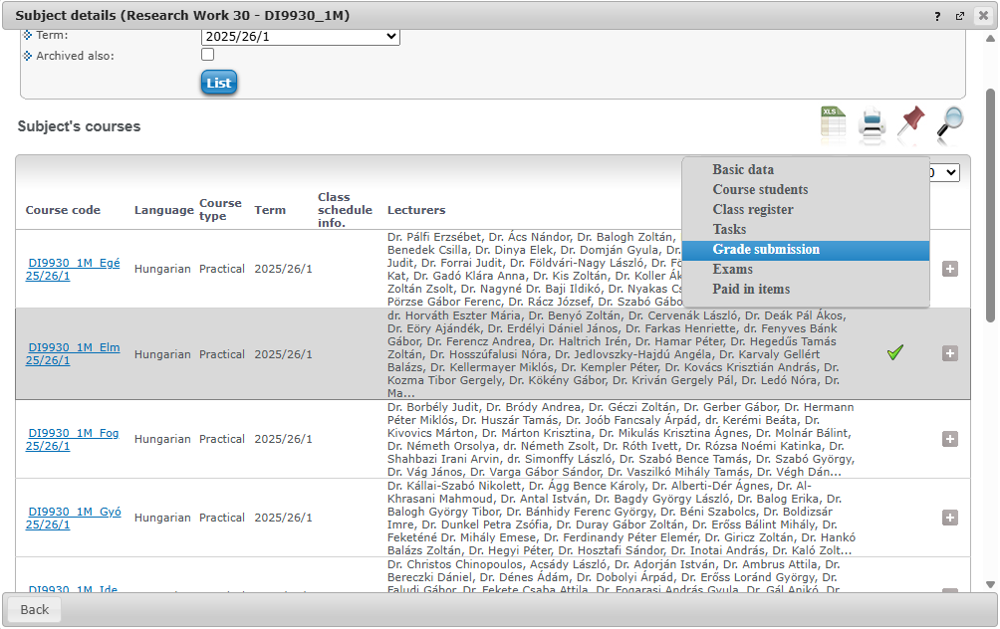 Subject details (Research Work 30 - DI9930_1M)
?
Term:
2025/26/1
Archived also:
List
Subject's courses
XLS
Basic data
Course students
Class register
Tasks
Grade submission
Exams
Paid in items
0
Course code
Language
Course type
Term
Class schedule info.
Lecturers
DI9930_1M_Egé
25/26/1
Hungarian
Practical
2025/26/1
Dr. Pálfi Erzsébet, Dr. Ács Nándor, Dr. Balogh Zoltán,
Benedek Csilla, Dr. Dinya Elek, Dr. Domján Gyula, Dr.
Judit, Dr. Forrai Judit, Dr. Földvári-Nagy László, Dr.
Kat, Dr. Gadó Klára Anna, Dr. Kis Zoltán, Dr. Koller
Zoltán Zsolt, Dr. Nagyné Dr. Baji Ildikó, Dr. Nyakas
Pörzse Gábor Ferenc, Dr. Rácz József, Dr. Szabó
DI9930_1M_Elm
25/26/1
Hungarian
Practical
2025/26/1
dr. Horváth Eszter Mária, Dr. Benyó Zoltán, Dr. Cervenák László, Dr. Deák Pál Ákos,
Dr. Eöry Ajándék, Dr. Erdélyi Dániel János, Dr. Farkas Henriette, dr. Fenyves Bánk
Gábor, Dr. Ferencz Andrea, Dr. Haltrich Irén, Dr. Hamar Péter, Dr. Hegedűs Tamás
Zoltán, Dr. Hosszúfalusi Nóra, Dr. Jedlovszky-Hajdú Angéla, Dr. Karvaly Gellért
Balázs, Dr. Kellermayer Miklós, Dr. Kempler Péter, Dr. Kovács Krisztián András, Dr.
Kozma Tibor Gergely, Dr. Kökény Gábor, Dr. Kriván Gergely Pál, Dr. Ledó Nóra, Dr.
Ma...
DI9930_1M_Fog
25/26/1
Hungarian
Practical
2025/26/1
Dr. Borbély Judit, Dr. Bródy Andrea, Dr. Géczi Zoltán, Dr. Gerber Gábor, Dr. Hermann
Péter Miklós, Dr. Huszár Tamás, Dr. Joób Fancsaly Árpád, dr. Kerémi Beáta, Dr.
Kivovics Márton, Dr. Márton Krisztina, Dr. Mikulás Krisztina Ágnes, Dr. Molnár Bálint,
Dr. Németh Orsolya, dr. Németh Zsolt, Dr. Róth Ivett, Dr. Rózsa Noémi Katinka, Dr.
Shahbazi Irani Arvin, dr. Simonffy László, Dr. Szabó Bence Tamás, Dr. Szabó György,
Dr. Vág János, Dr. Varga Gábor Sándor, Dr. Vaszilkó Mihály Tamás, Dr. Végh Dán...
DI9930_1M_Gyó
25/26/1
Hungarian
Practical
2025/26/1
Dr. Kállai-Szabó Nikolett, Dr. Ágg Bence Károly, Dr. Alberti-Dér Ágnes, Dr. Al-
Khrasani Mahmoud, Dr. Antal István, Dr. Bagdy György László, Dr. Balog Erika, Dr.
Balogh György Tibor, Dr. Bánhidy Ferenc György, Dr. Béni Szabolcs, Dr. Boldizsár
Imre, Dr. Dunkel Petra Zsófia, Dr. Duray Gábor Zoltán, Dr. Erőss Bálint Mihály, Dr.
Feketéné Dr. Mihály Emese, Dr. Ferdinandy Péter Elemér, Dr. Giricz Zoltán, Dr. Hankó
Balázs Zoltán, Dr. Hegyi Péter, Dr. Hosztafi Sándor, Dr. Inotai András, Dr. Kaló Zolt...
DI9930_1M_Ide
Dr. Christos Chinopoulos, Acsády László, Dr. Adorján István, Dr. Ambrus Attila, Dr.
Bereczki Dániel, Dr. Dénes Ádám, Dr. Dobolyi Árpád, Dr. Erőss Loránd György, Dr.
Faludi Gábor, Dr. Fekete Csaba Attila, Dr. Fogarasi András Gyula, Dr. Gál Anikó, Dr.
Back